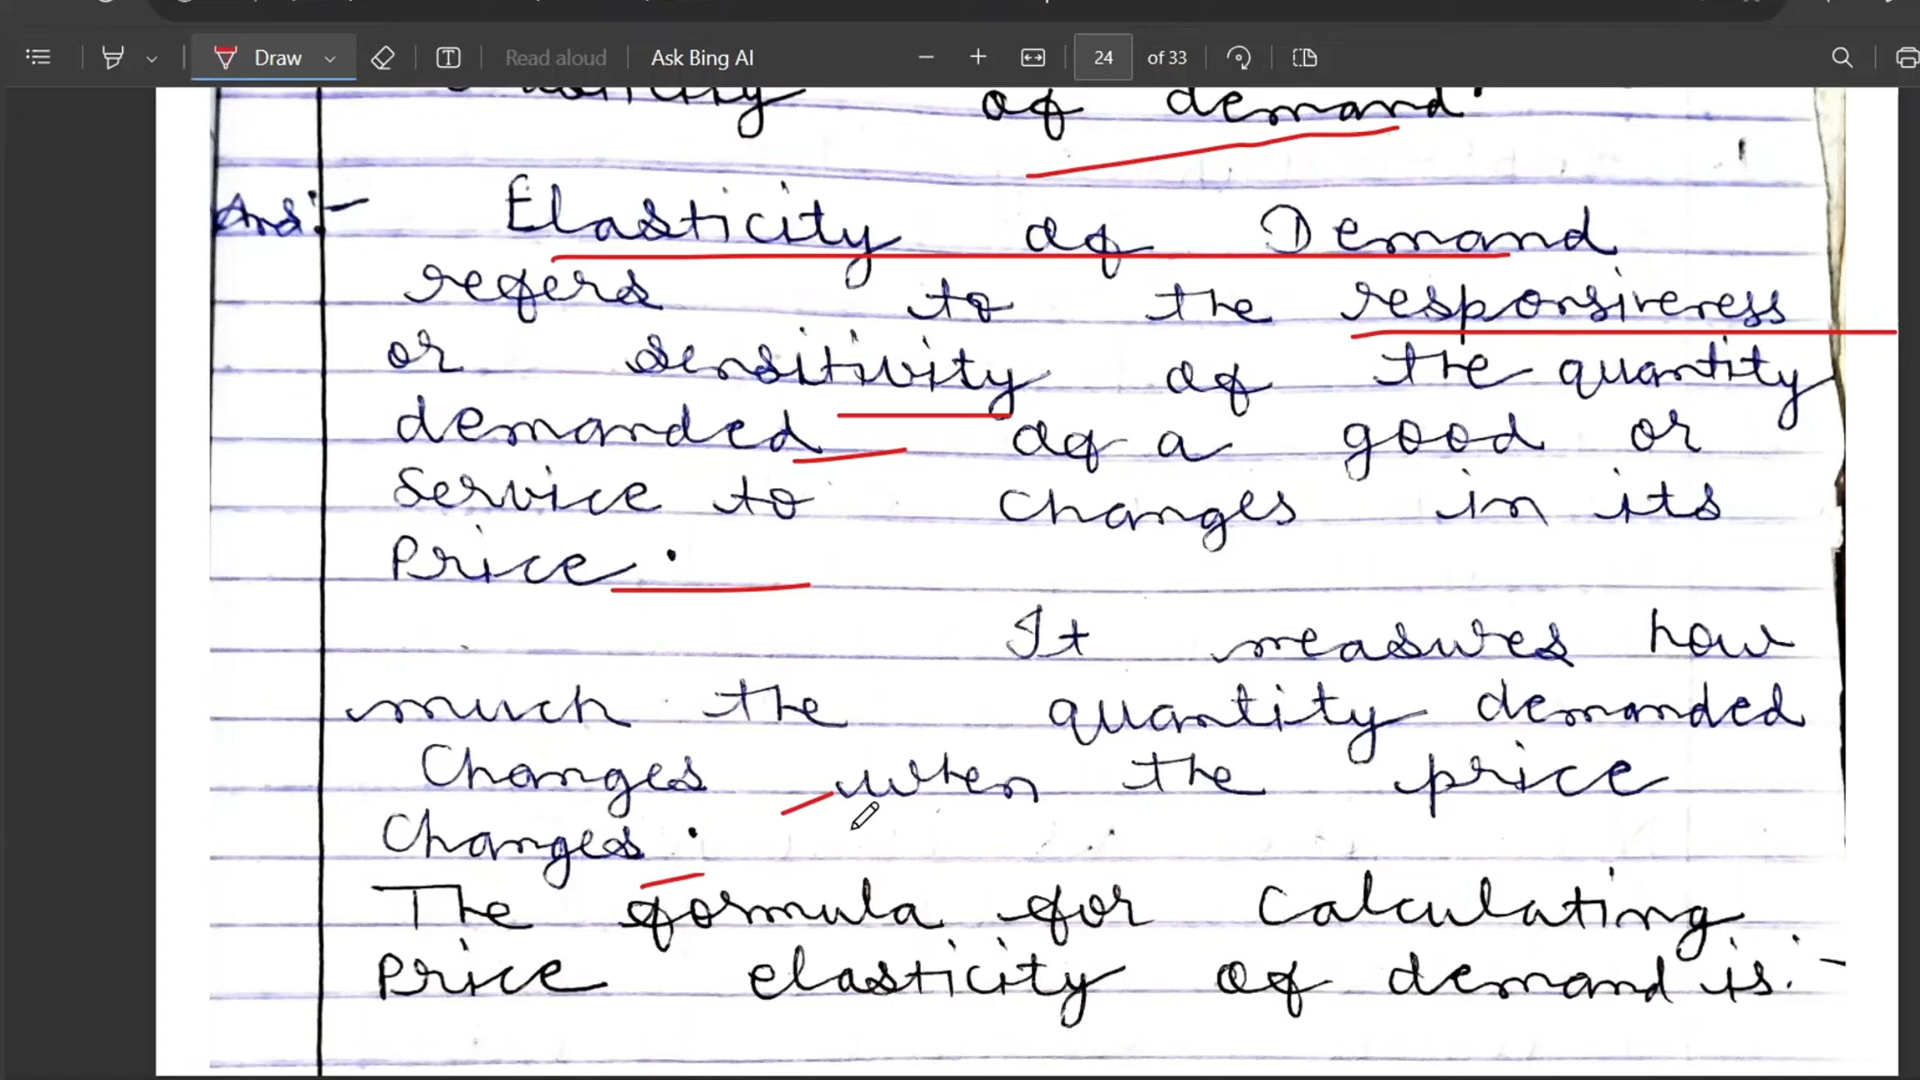 Draw
Read aloud
Ask Bing AI
24
of 33
of demand.
Ans:-
Elasticity of Demand
refers to the responsiveness
or sensitivity of the quantity
demanded of a good or
Service to Changes in its
Price.
It measures how
much the quantity demanded
Changes when the price
Changes.
The formula for Calculating
Price elasticity of demand is:-